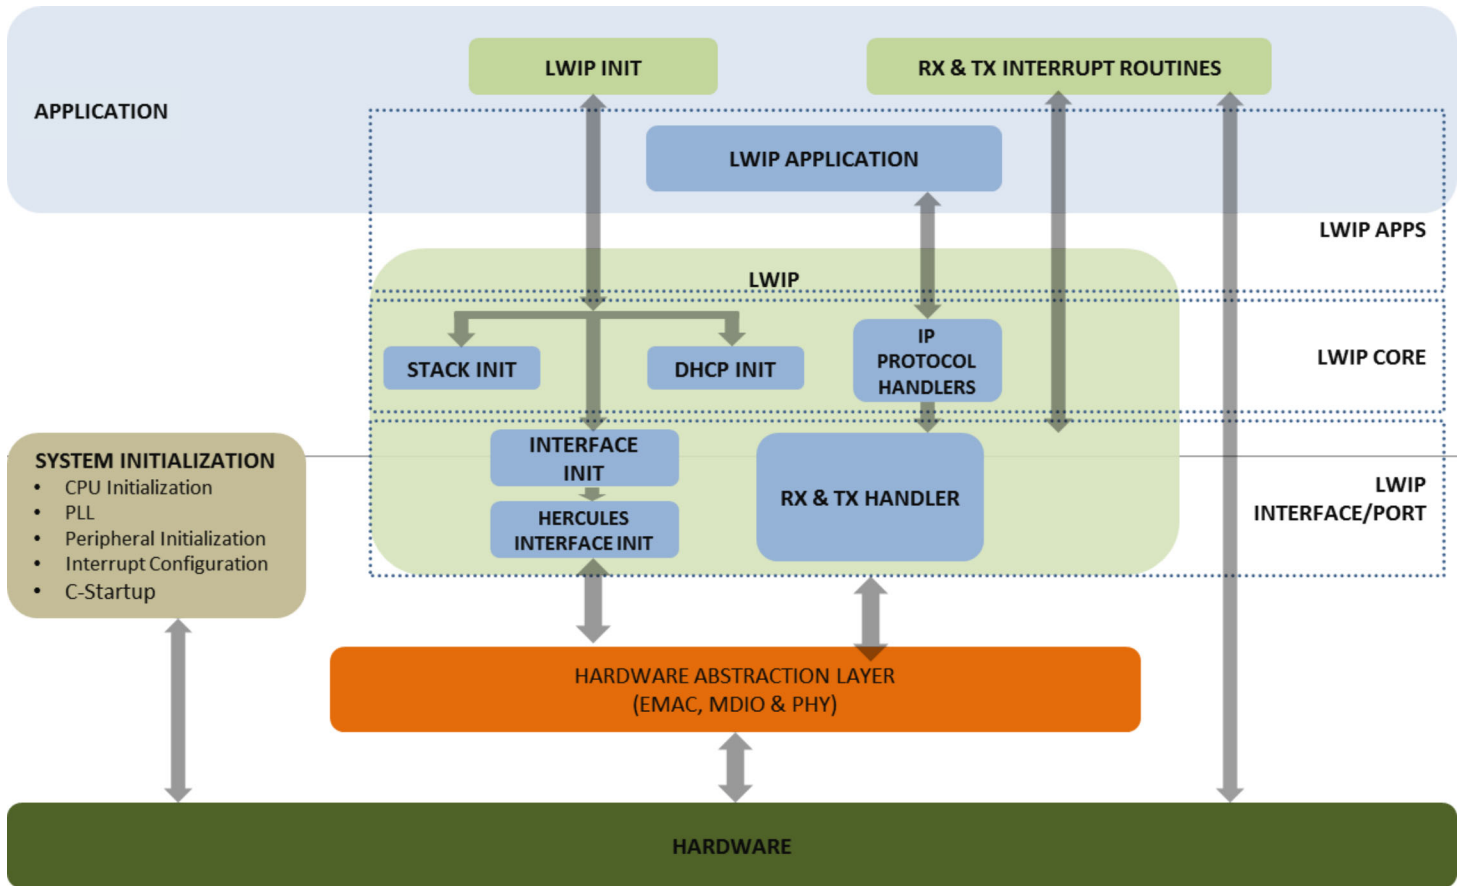 LWIP INIT
RX & TX INTERRUPT ROUTINES
APPLICATION
LWIP APPLICATION
LWIP APPS
LWIP
STACK INIT
DHCP INIT
IP
PROTOCOL
HANDLERS
LWIP CORE
SYSTEM INITIALIZATION
• CPU Initialization
• PLL
• Peripheral Initialization
• Interrupt Configuration
• C-Startup
INTERFACE
INIT
HERCULES
INTERFACE INIT
RX & TX HANDLER
LWIP
INTERFACE/PORT
HARDWARE ABSTRACTION LAYER
(EMAC, MDIO & PHY)
HARDWARE